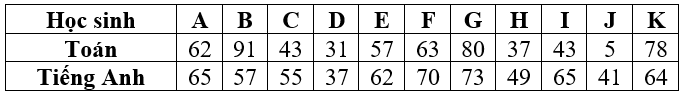 Học sinh A B C D E F G H I J K
Toán 62 91 43 31 57 63 80 37 43 5 78
Tiếng Anh 65 57 55 37 62 70 73 49 65 41 64